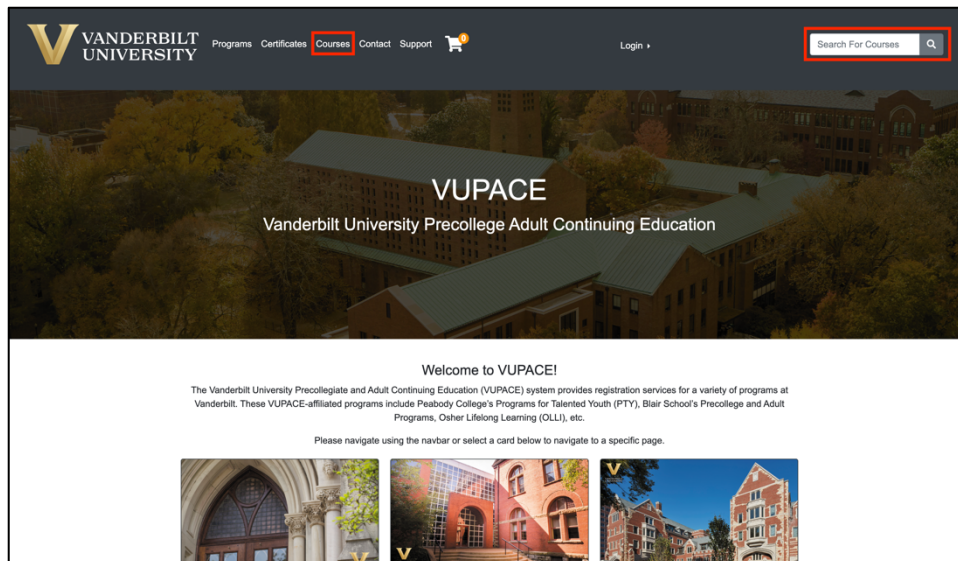 VANDERBILT
UNIVERSITY
Programs Certificates Courses Contact Support 0
Login
Search For Courses
VUPACE
Vanderbilt University Precollege Adult Continuing Education
Welcome to VUPACE!
The Vanderbilt University Precollegiate and Adult Continuing Education (VUPACE) system provides registration services for a variety of programs at
Vanderbilt. These VUPACE-affiliated programs include Peabody College's Programs for Talented Youth (PTY), Blair School's Precollege and Adult
Programs, Osher Lifelong Learning (OLLI), etc.
Please navigate using the navbar or select a card below to navigate to a specific page.